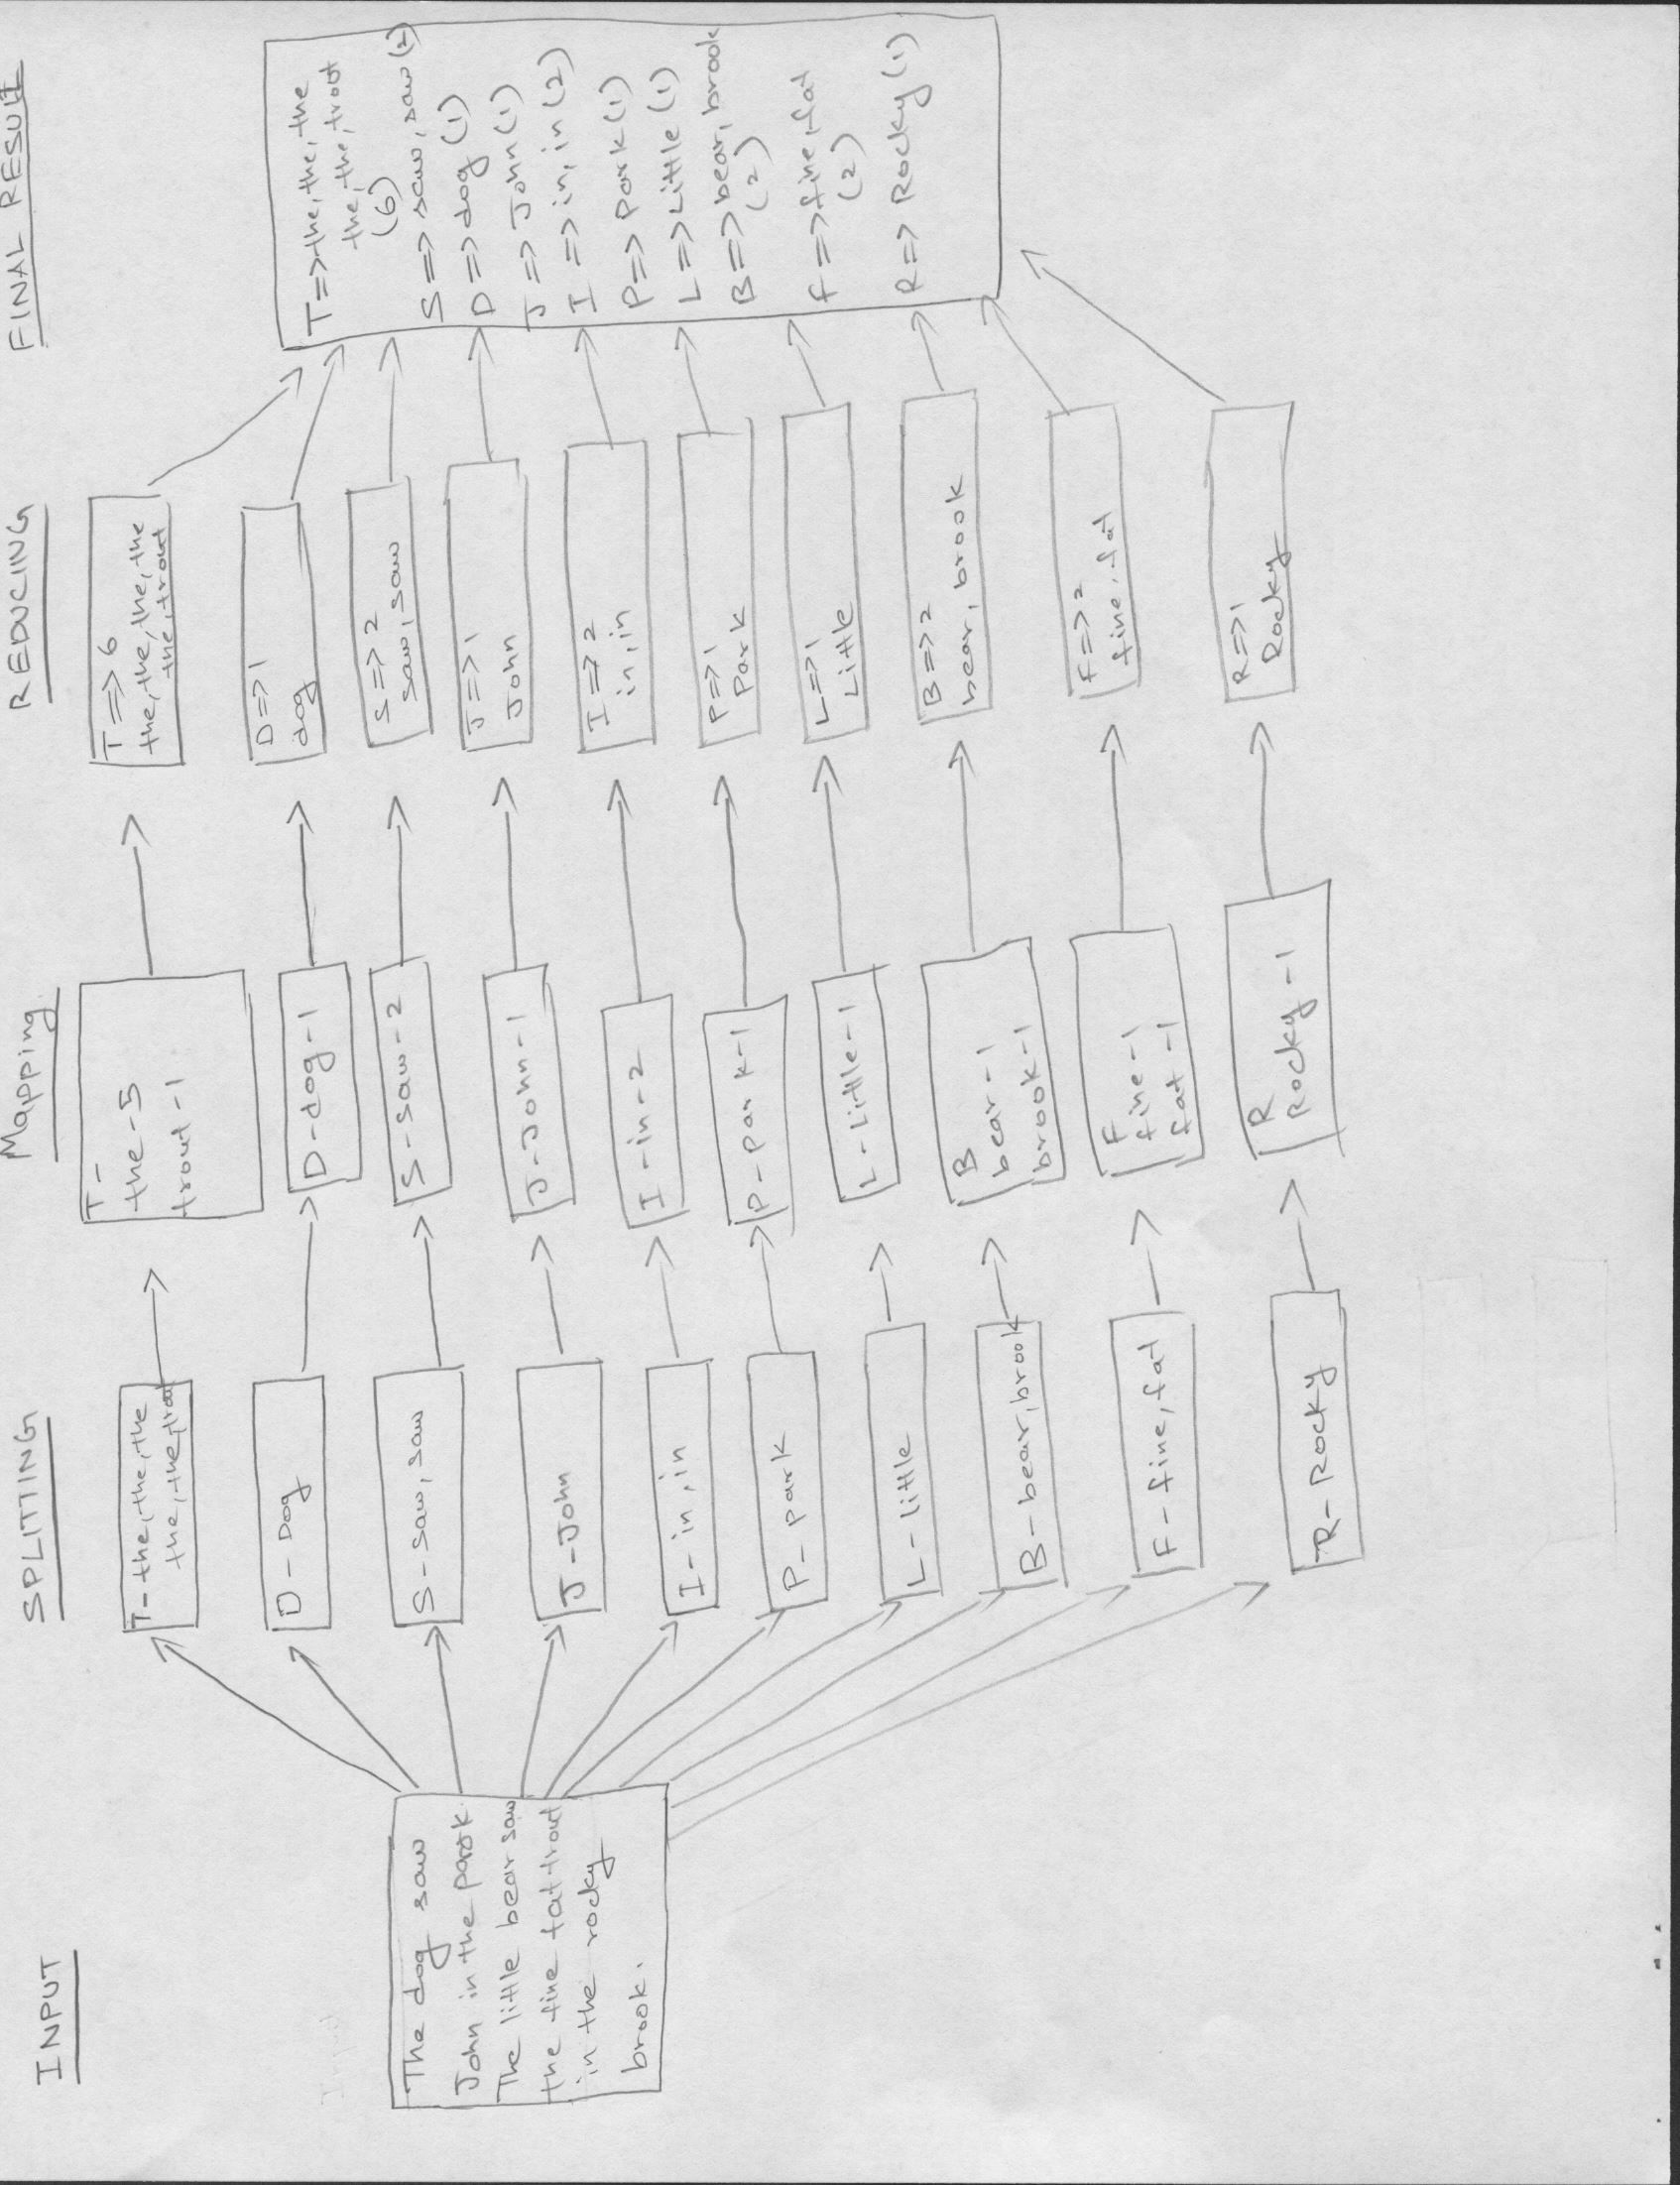 INPUT
SPLITTING
Mapping
REDUCING
FINAL RESULT
Input
The dog saw
John in the park.
The little bear saw
the fine fat trout
in the rocky
brook.
T- the, the, the
the, the, trout
D - Dog
S - saw, saw
J - John
I - in, in
P - park
L - little
B - bear, brook
F - fine, fat
R - Rocky
T -
the - 5
trout - 1
D - dog - 1
S - saw - 2
J - John - 1
I - in - 2
P - park - 1
L - Little - 1
B
bear - 1
brook - 1
F
fine - 1
fat - 1
R
Rocky - 1
T => 6
the, the, the, the
the, trout
D => 1
dog
S => 2
saw, saw
J => 1
John
I => 2
in, in
P => 1
Park
L => 1
Little
B => 2
bear, brook
F => 2
fine, fat
R => 1
Rocky
T => the, the, the
the, the, trout
(6)
S => saw, saw (2)
D => dog (1)
J => John (1)
I => in, in (2)
P => Park (1)
L => Little (1)
B => bear, brook
(2)
F => fine, fat
(2)
R => Rocky (1)